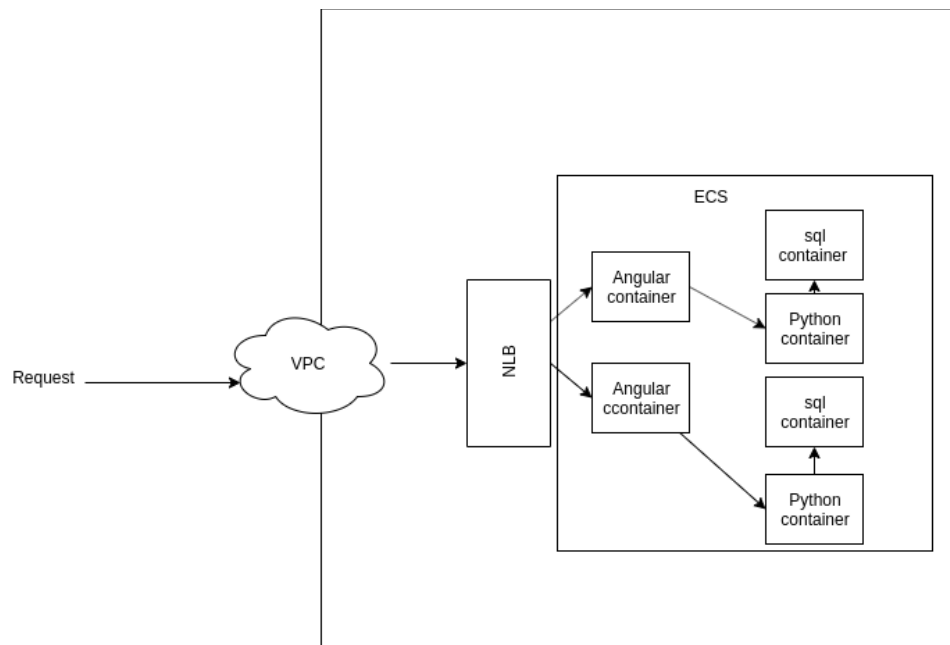 ECS
sql
container
Angular
container
Python
container
VPC
NLB
Request
Angular
ccontainer
sql
container
Python
container